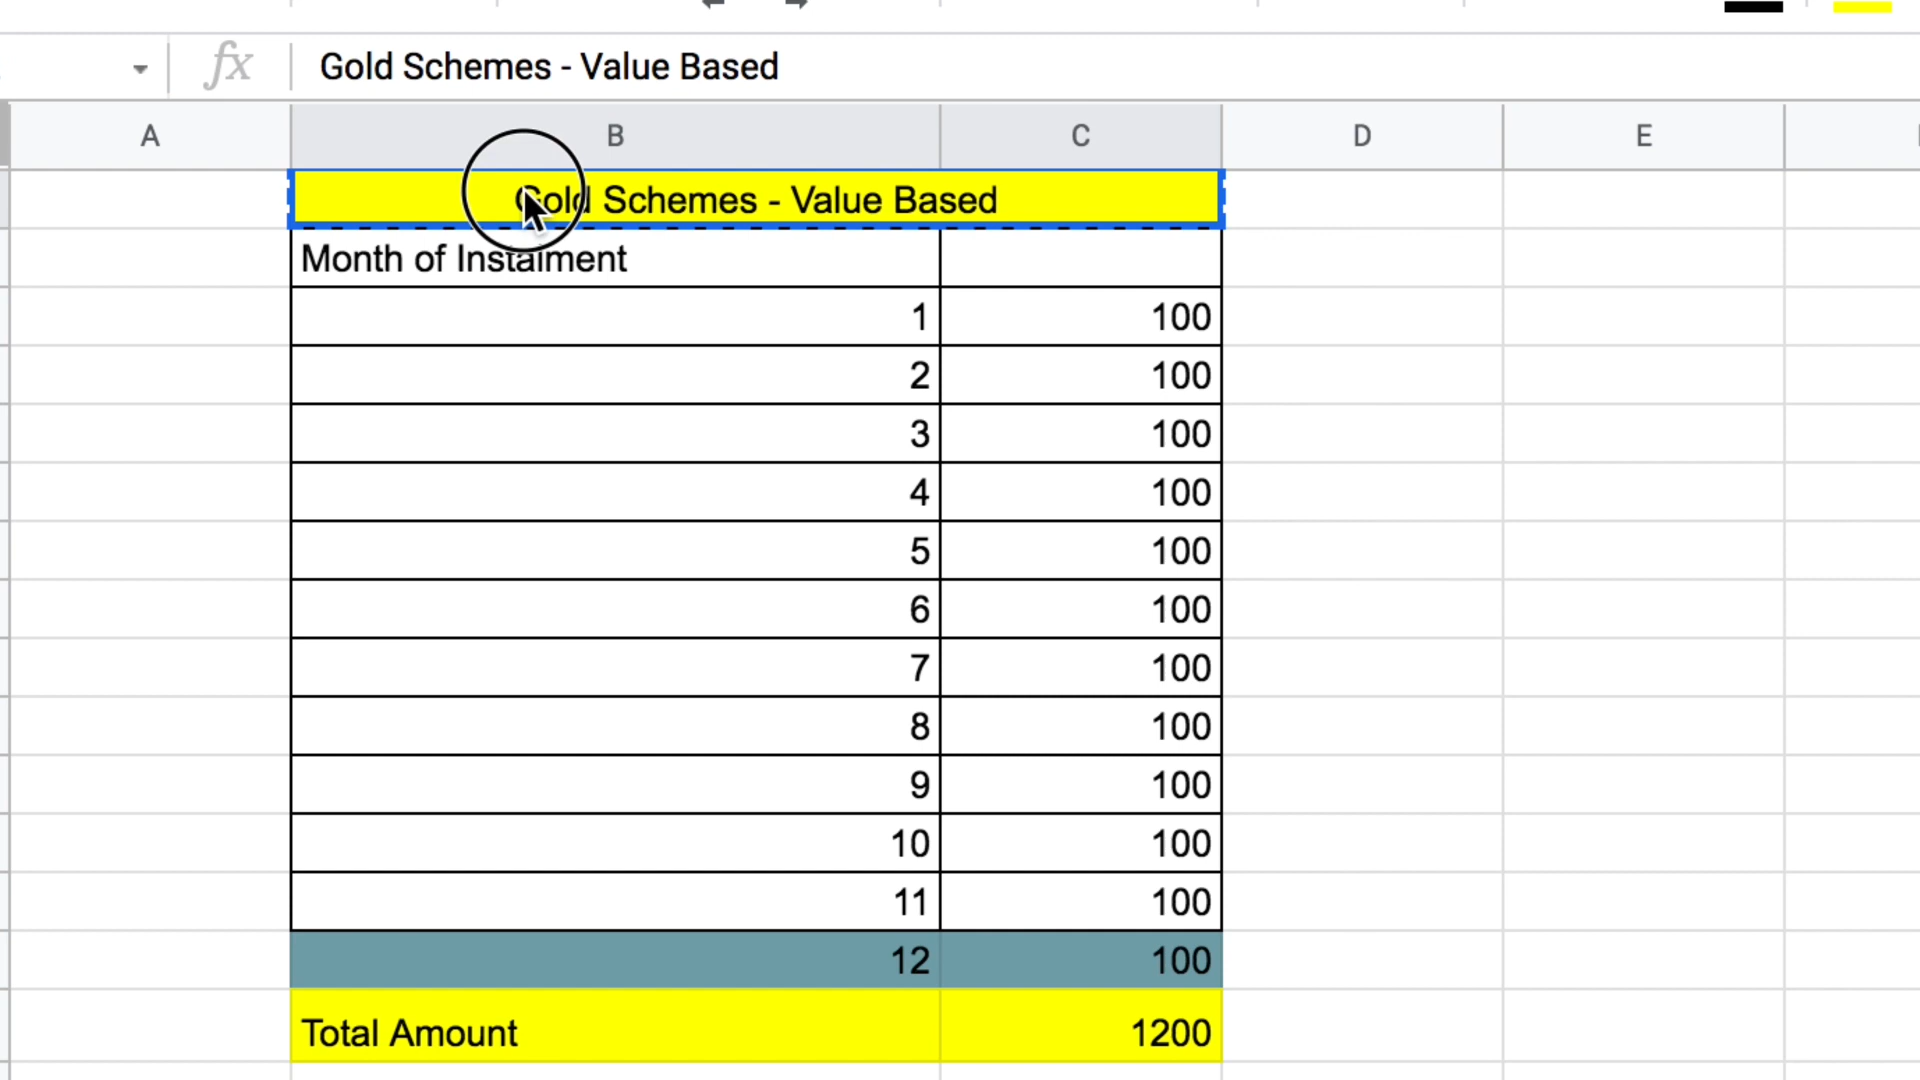 fx Gold Schemes - Value Based
A B C D E
Gold Schemes - Value Based
Month of Instalment
1 100
2 100
3 100
4 100
5 100
6 100
7 100
8 100
9 100
10 100
11 100
12 100
Total Amount 1200